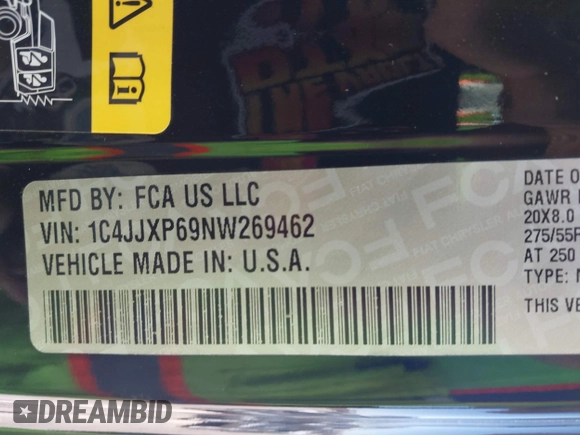 MFD BY: FCA US LLC
VIN: 1C4JJXP69NW269462
VEHICLE MADE IN: U.S.A.
DATE O
GAWR
20X8.0
275/55R
AT 250
TYPE:
THIS VE
DREAMBID